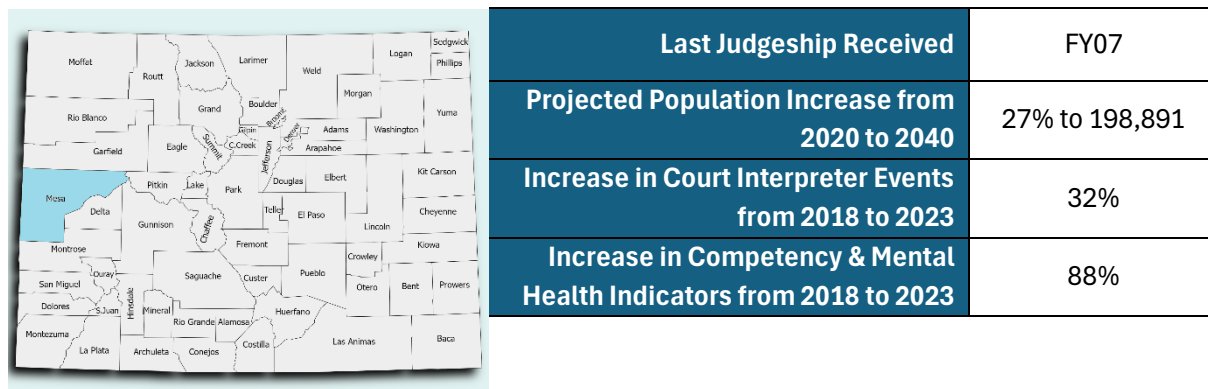 Moffat
Routt
Jackson
Larimer
Weld
Logan
Sedgwick
Phillips
Morgan
Rio Blanco
Grand
Boulder
Broomf
Yuma
Garfield
Eagle
Summit
Gilpin
C.Creek
Denver
Adams
Washington
Arapahoe
Jefferson
Mesa
Pitkin
Lake
Park
Douglas
Elbert
Kit Carson
Delta
Gunnison
Chaffee
Teller
El Paso
Lincoln
Cheyenne
Montrose
Fremont
Crowley
Kiowa
Ouray
San Miguel
Saguache
Custer
Pueblo
Otero
Bent
Prowers
Dolores
S.Juan
Hinsdale
Mineral
Rio Grande
Alamosa
Huerfano
Montezuma
La Plata
Archuleta
Conejos
Costilla
Las Animas
Baca
Last Judgeship Received FY07
Projected Population Increase from
2020 to 2040 27% to 198,891
Increase in Court Interpreter Events
from 2018 to 2023 32%
Increase in Competency & Mental
Health Indicators from 2018 to 2023 88%